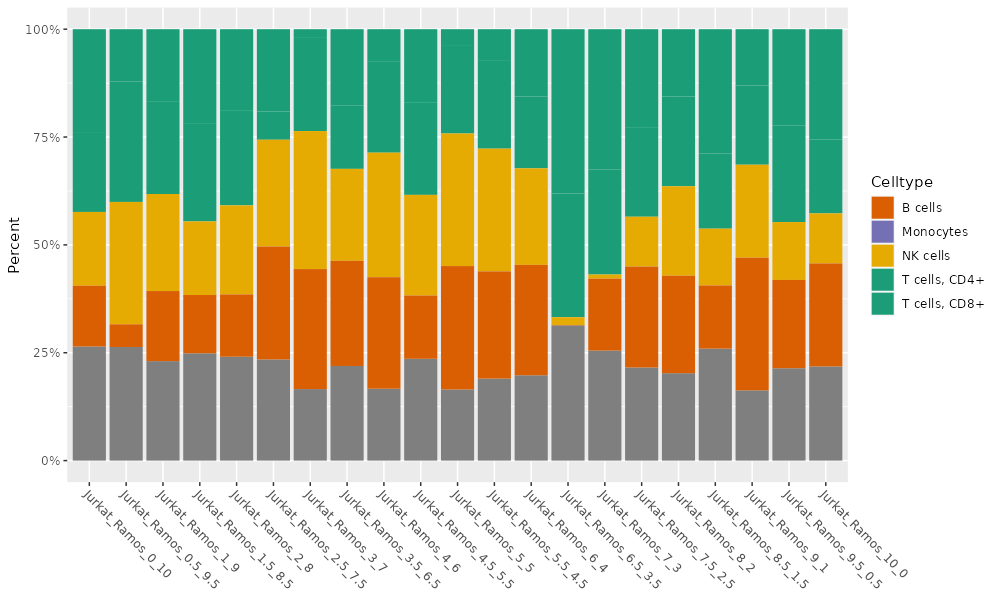 100%
75%
50%
25%
0%
Percent
Jurkat_Ramos_0_10
Jurkat_Ramos_0.5_9.5
Jurkat_Ramos_1_9
Jurkat_Ramos_1.5_8.5
Jurkat_Ramos_2_8
Jurkat_Ramos_2.5_7.5
Jurkat_Ramos_3_7
Jurkat_Ramos_3.5_6.5
Jurkat_Ramos_4_6
Jurkat_Ramos_4.5_5.5
Jurkat_Ramos_5_5
Jurkat_Ramos_5.5_4.5
Jurkat_Ramos_6_4
Jurkat_Ramos_6.5_3.5
Jurkat_Ramos_7_3
Jurkat_Ramos_7.5_2.5
Jurkat_Ramos_8_2
Jurkat_Ramos_8.5_1.5
Jurkat_Ramos_9_1
Jurkat_Ramos_9.5_0.5
Jurkat_Ramos_10_0
Celltype
B cells
Monocytes
NK cells
T cells, CD4+
T cells, CD8+